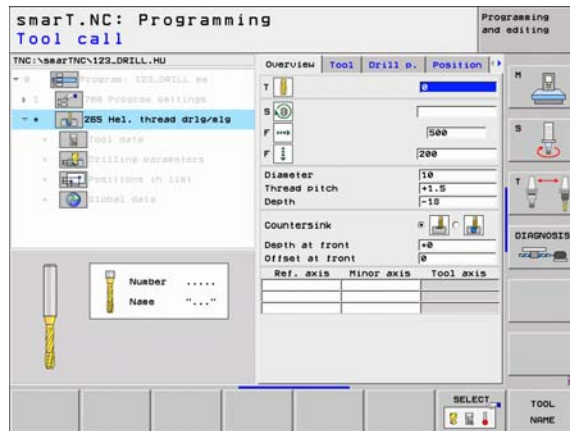 smarT.NC: Programming
Tool call
Programming
and editing
TNC:\smarTNC\123_DRILL.HU
0 Program: 123_DRILL mm
1 700 Program settings
265 Hel. thread drlg/mlg
Tool data
Drilling parameters
Positions in list
Global data
Number .....
Name "..."
Overview Tool Drill p. Position
T 0
S
F 500
F 200
Diameter 10
Thread pitch +1.5
Depth -18
Countersink
Depth at front +0
Offset at front 0
Ref. axis Minor axis Tool axis
M
S
T
DIAGNOSIS
SELECT
TOOL
NAME